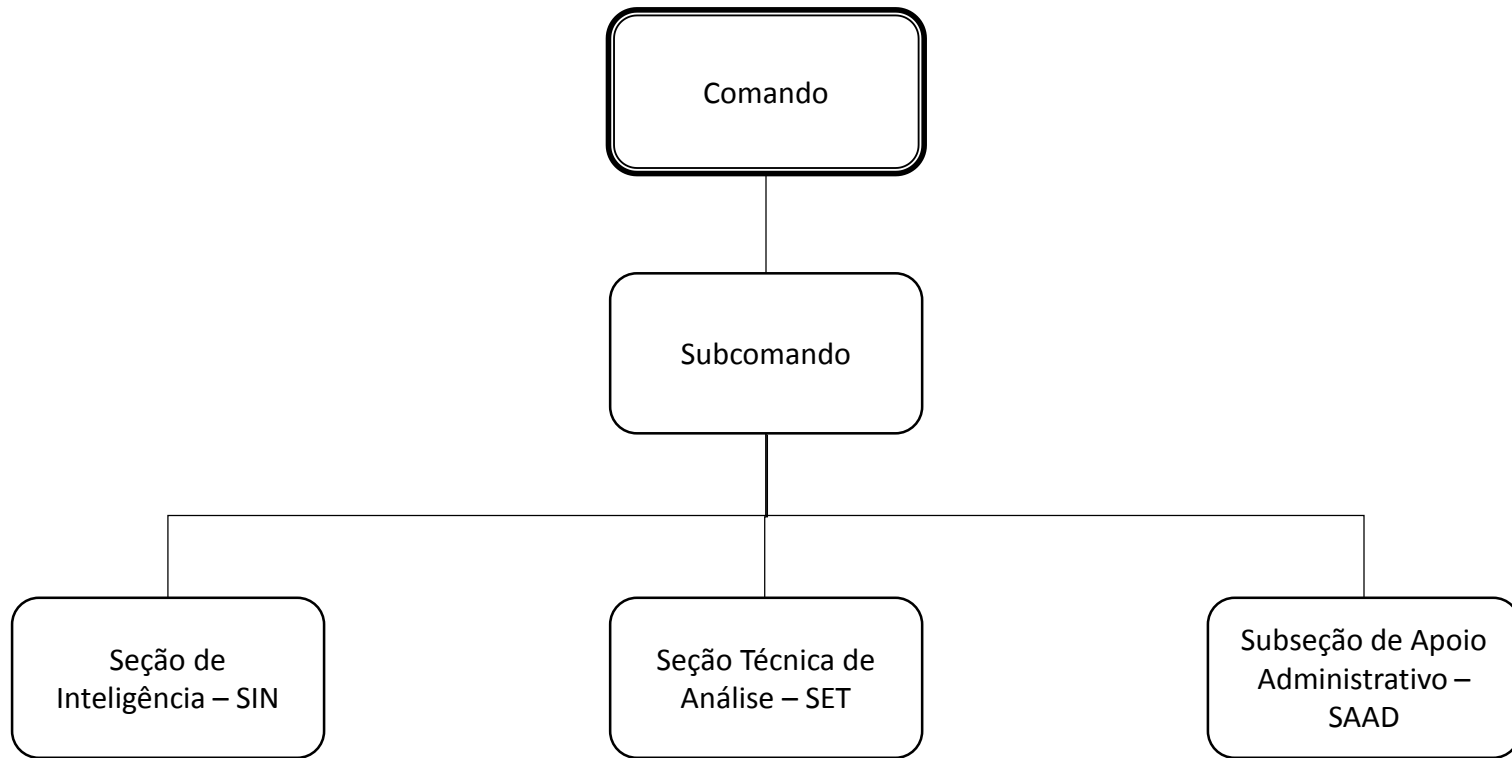 Comando
Subcomando
Seção de
Inteligência – SIN
Seção Técnica de
Análise – SET
Subseção de Apoio
Administrativo –
SAAD